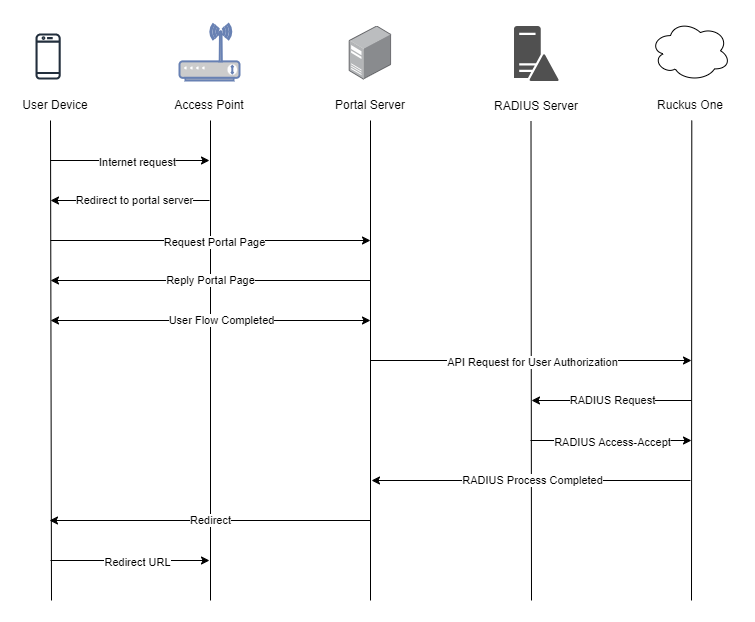 User Device
Access Point
Portal Server
RADIUS Server
Ruckus One
Internet request
Redirect to portal server
Request Portal Page
Reply Portal Page
User Flow Completed
API Request for User Authorization
RADIUS Request
RADIUS Access-Accept
RADIUS Process Completed
Redirect
Redirect URL